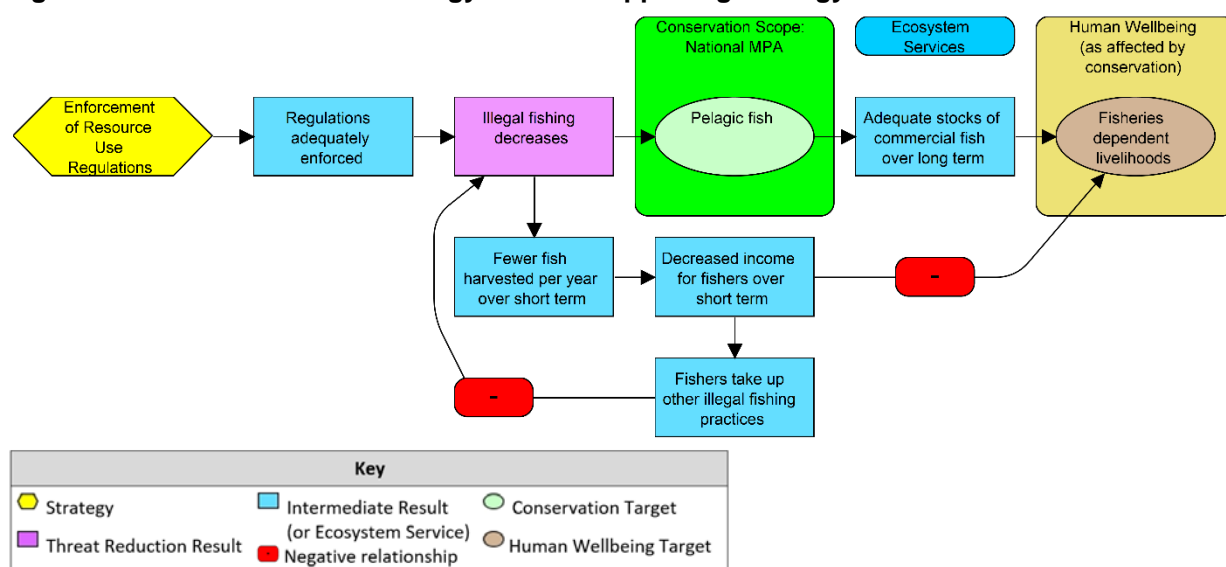 Conservation Scope:
National MPA
Ecosystem
Services
Human Wellbeing
(as affected by
conservation)
Enforcement
of Resource
Use
Regulations
Regulations
adequately
enforced
Illegal fishing
decreases
Pelagic fish
Adequate stocks of
commercial fish
over long term
Fisheries
dependent
livelihoods
Fewer fish
harvested per year
over short term
Decreased income
for fishers over
short term
-
Fishers take up
other illegal fishing
practices
-
Key
Strategy
Intermediate Result
(or Ecosystem Service)
Conservation Target
Threat Reduction Result
Negative relationship
Human Wellbeing Target